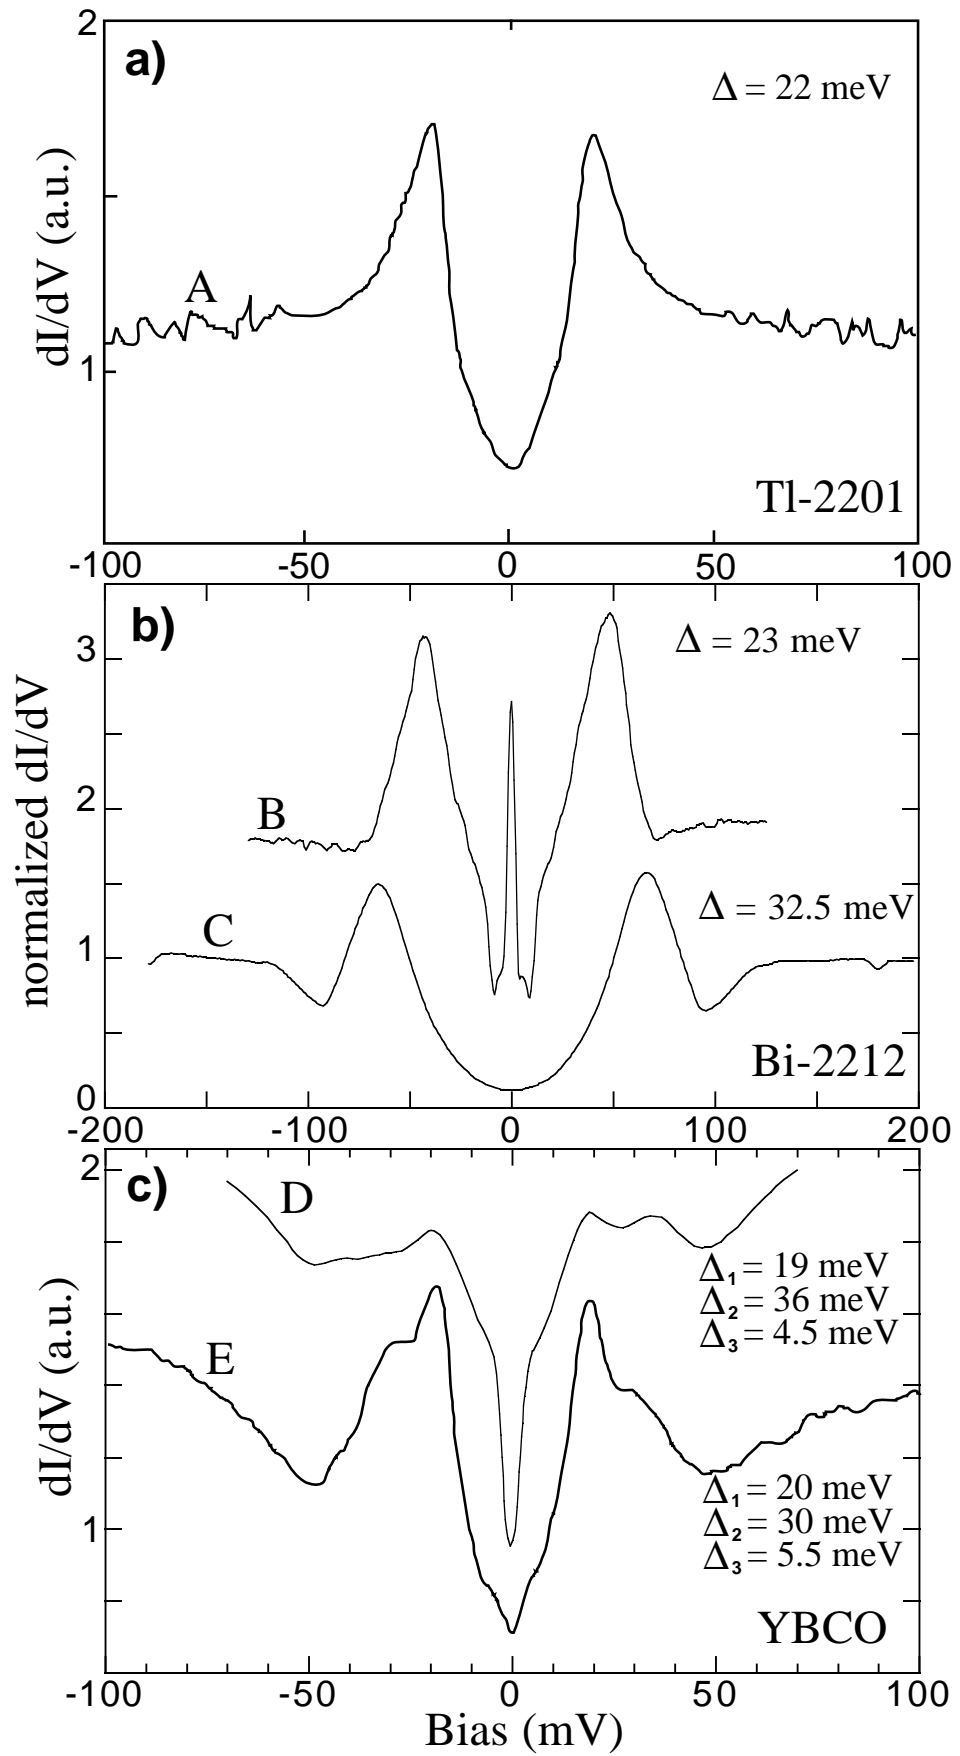 2
a)
Δ = 22 meV
dI/dV (a.u.)
A
1
Tl-2201
-100 -50 0 50 100
b)
3
Δ = 23 meV
normalized dI/dV
2
B
Δ = 32.5 meV
C
1
Bi-2212
0
-200 -100 0 100 200
2
c)
D
Δ1 = 19 meV
Δ2 = 36 meV
Δ3 = 4.5 meV
dI/dV (a.u.)
E
Δ1 = 20 meV
1
Δ2 = 30 meV
Δ3 = 5.5 meV
YBCO
-100 -50 0 50 100
Bias (mV)